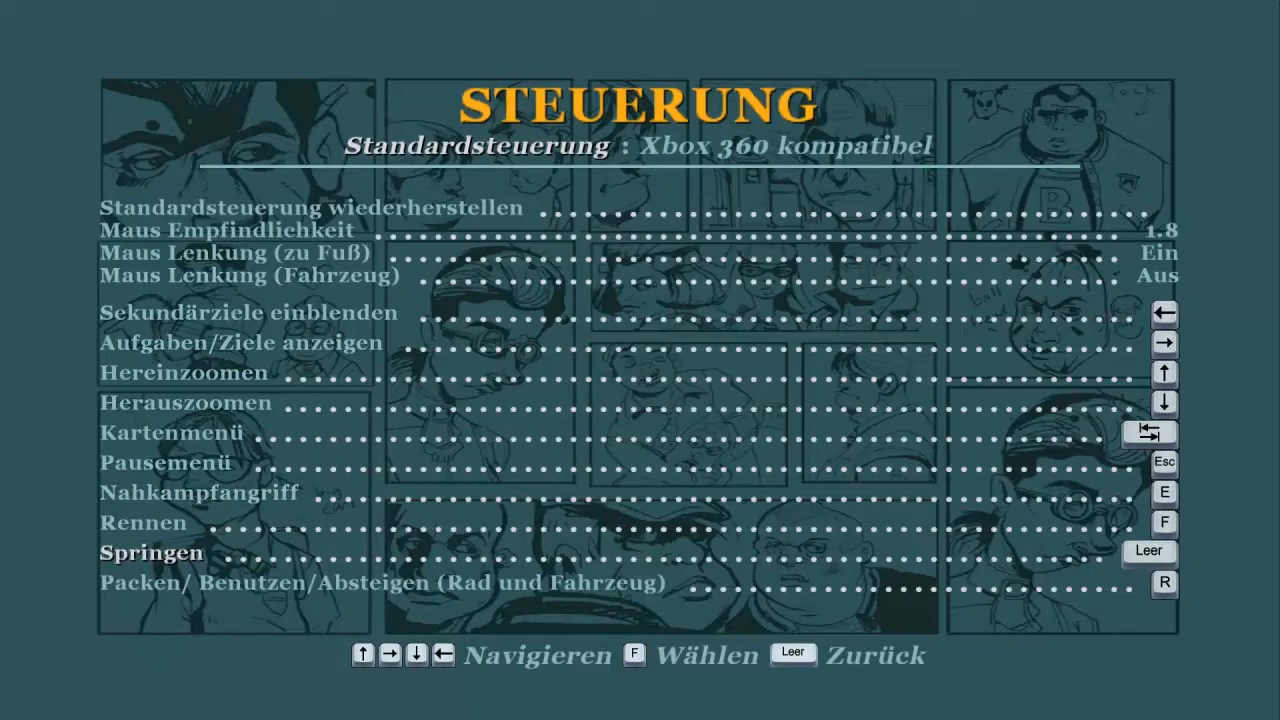 STEUERUNG
Standardsteuerung : Xbox 360 kompatibel
Standardsteuerung wiederherstellen
Maus Empfindlichkeit 1.8
Maus Lenkung (zu Fuß) Ein
Maus Lenkung (Fahrzeug) Aus
Sekundärziele einblenden ←
Aufgaben/Ziele anzeigen →
Hereinzoomen ↑
Herauszoomen ↓
Kartenmenü
Pausemenü Esc
Nahkampfangriff E
Rennen F
Springen Leer
Packen/ Benutzen/Absteigen (Rad und Fahrzeug) R
↑ → ↓ ← Navigieren F Wählen Leer Zurück